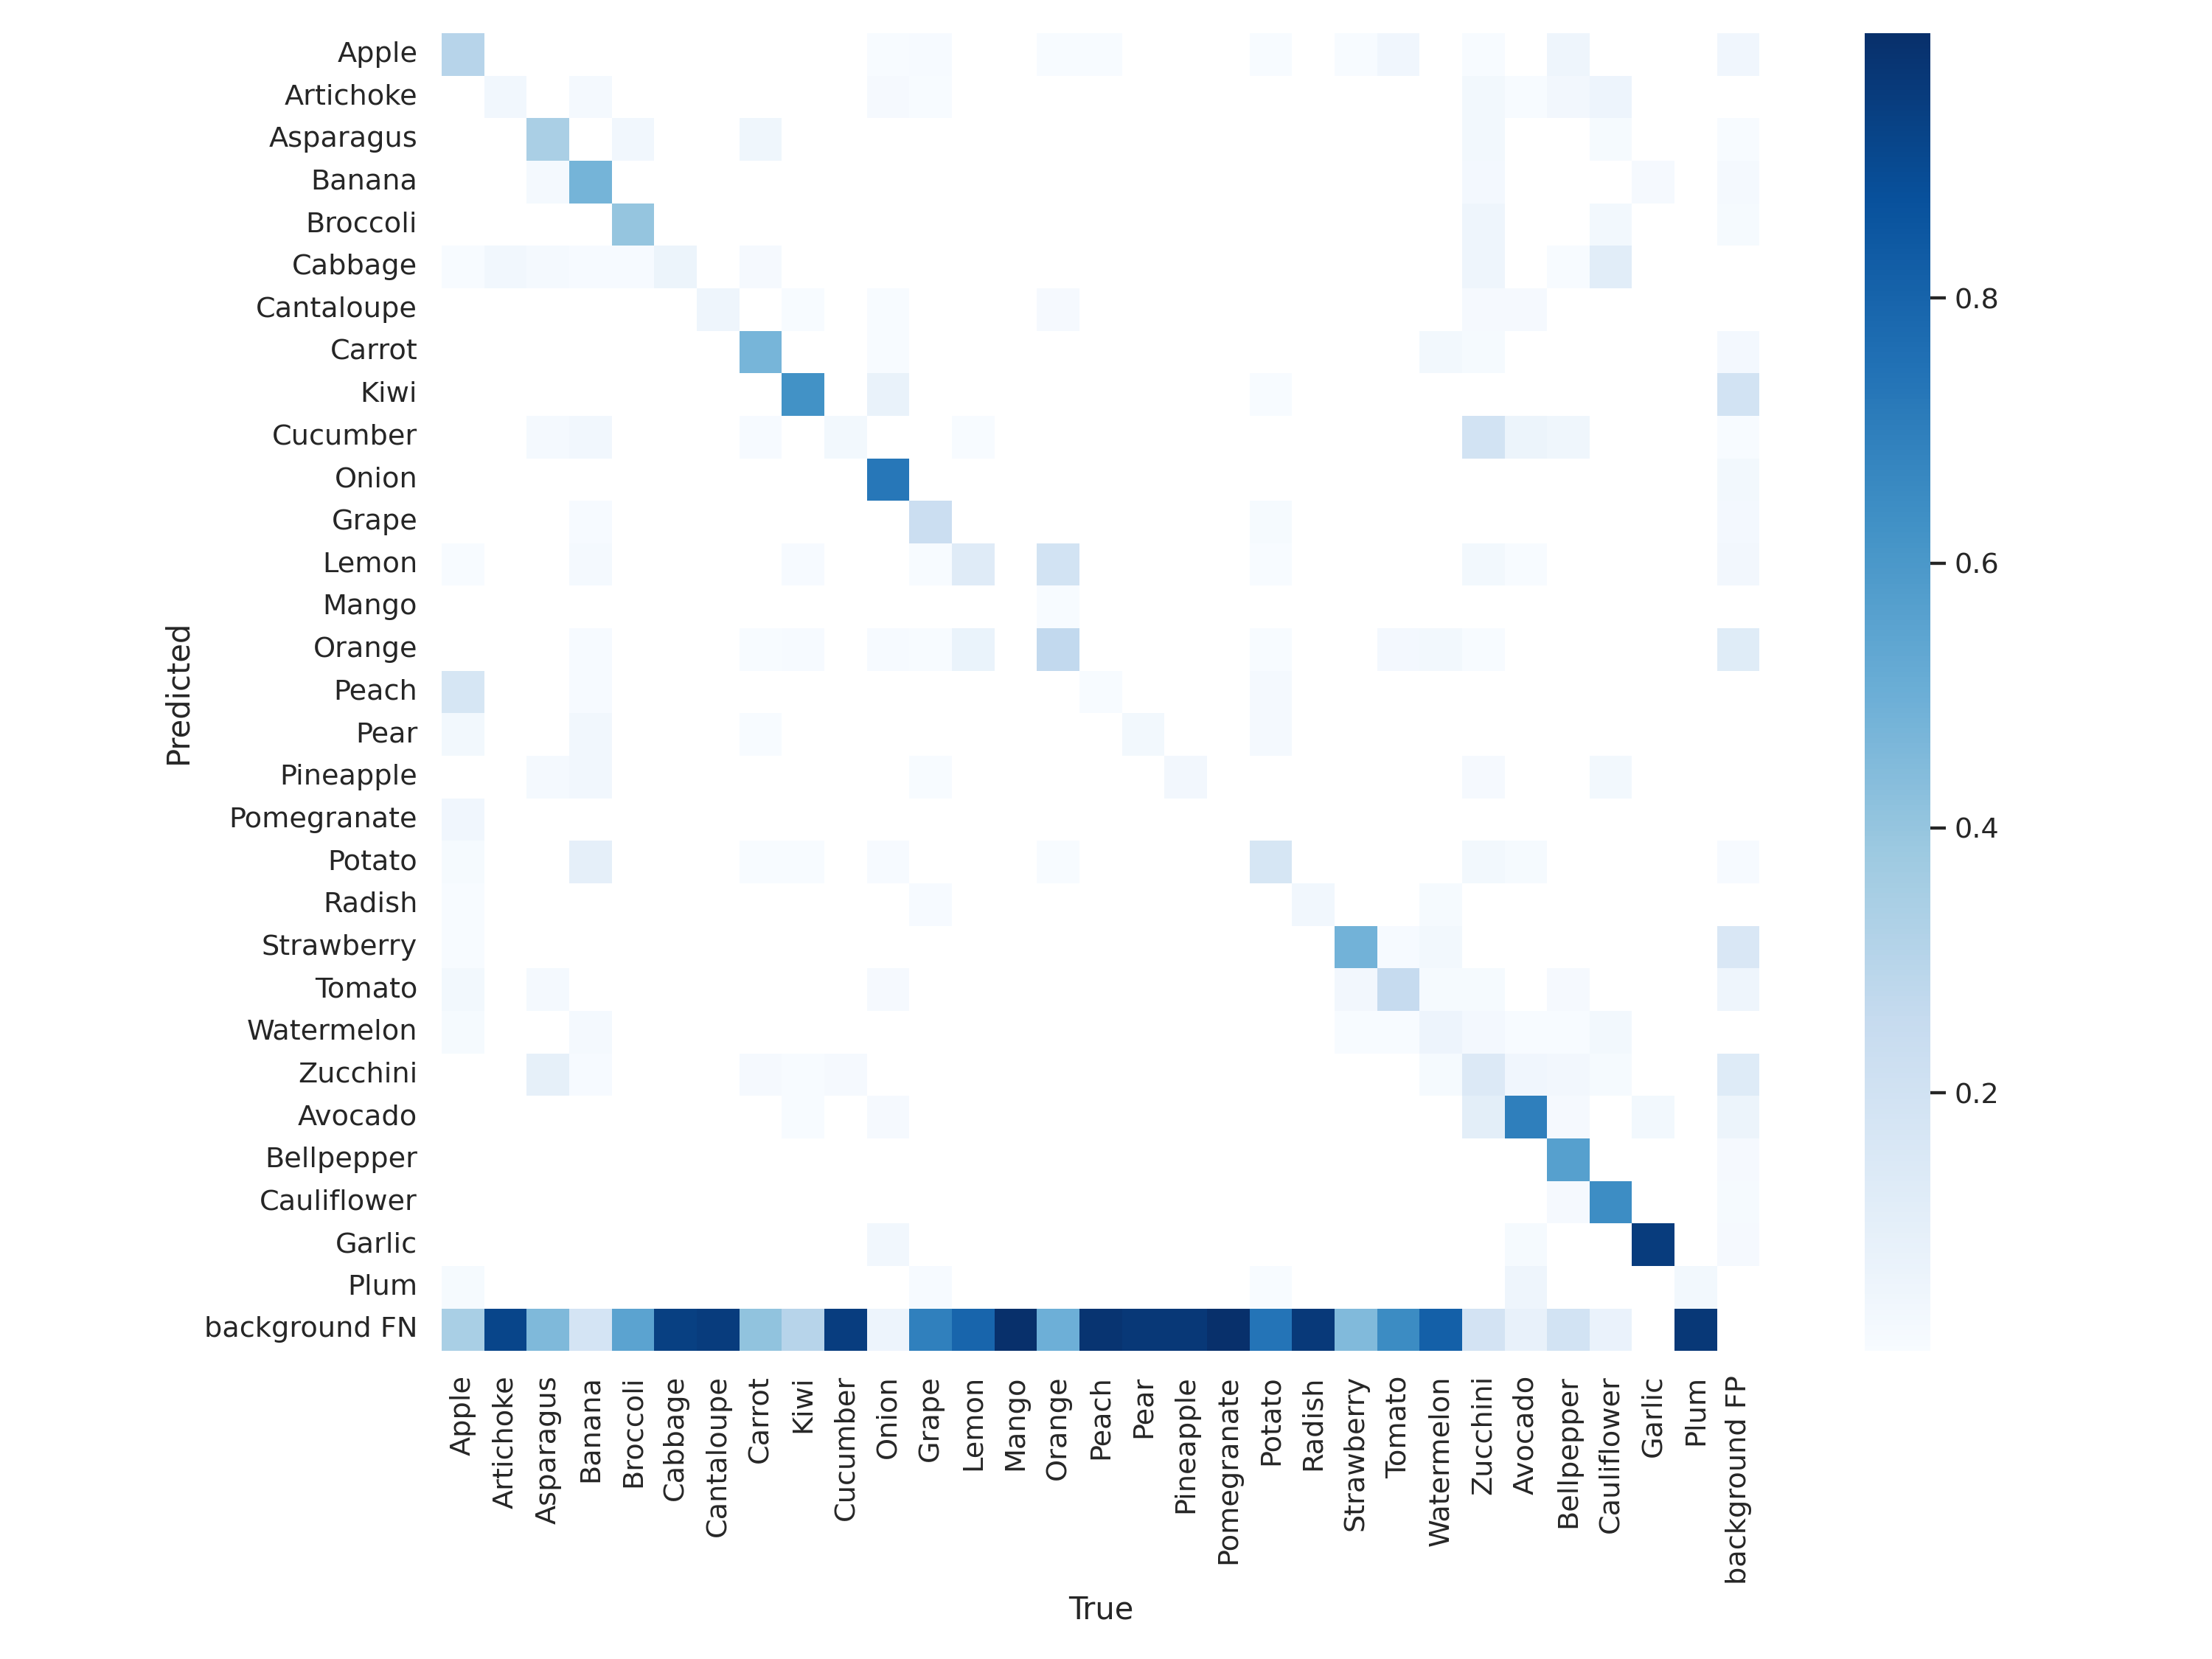 Apple
Artichoke
Asparagus
Banana
Broccoli
Cabbage
Cantaloupe
Carrot
Kiwi
Cucumber
Onion
Grape
Lemon
Mango
Orange
Peach
Pear
Pineapple
Pomegranate
Potato
Radish
Strawberry
Tomato
Watermelon
Zucchini
Avocado
Bellpepper
Cauliflower
Garlic
Plum
background FN
Predicted
Apple
Artichoke
Asparagus
Banana
Broccoli
Cabbage
Cantaloupe
Carrot
Kiwi
Cucumber
Onion
Grape
Lemon
Mango
Orange
Peach
Pear
Pineapple
Pomegranate
Potato
Radish
Strawberry
Tomato
Watermelon
Zucchini
Avocado
Bellpepper
Cauliflower
Garlic
Plum
background FP
True
0.8
0.6
0.4
0.2